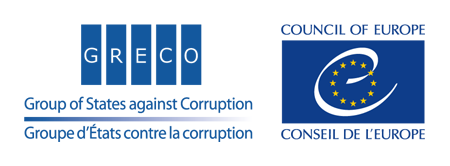 GRECO
Group of States against Corruption
Groupe d'États contre la corruption
COUNCIL OF EUROPE
CONSEIL DE L'EUROPE